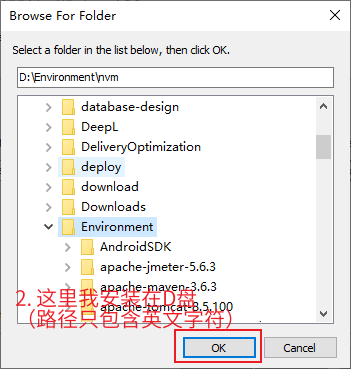 Browse For Folder
Select a folder in the list below, then click OK.
D:\Environment\nvm
database-design
DeepL
DeliveryOptimization
deploy
download
Downloads
Environment
AndroidSDK
apache-jmeter-5.6.3
apache-maven-3.6.3
apache-tomcat-8.5.100
2. 这里我安装在D盘
（路径只包含英文字符）
OK
Cancel